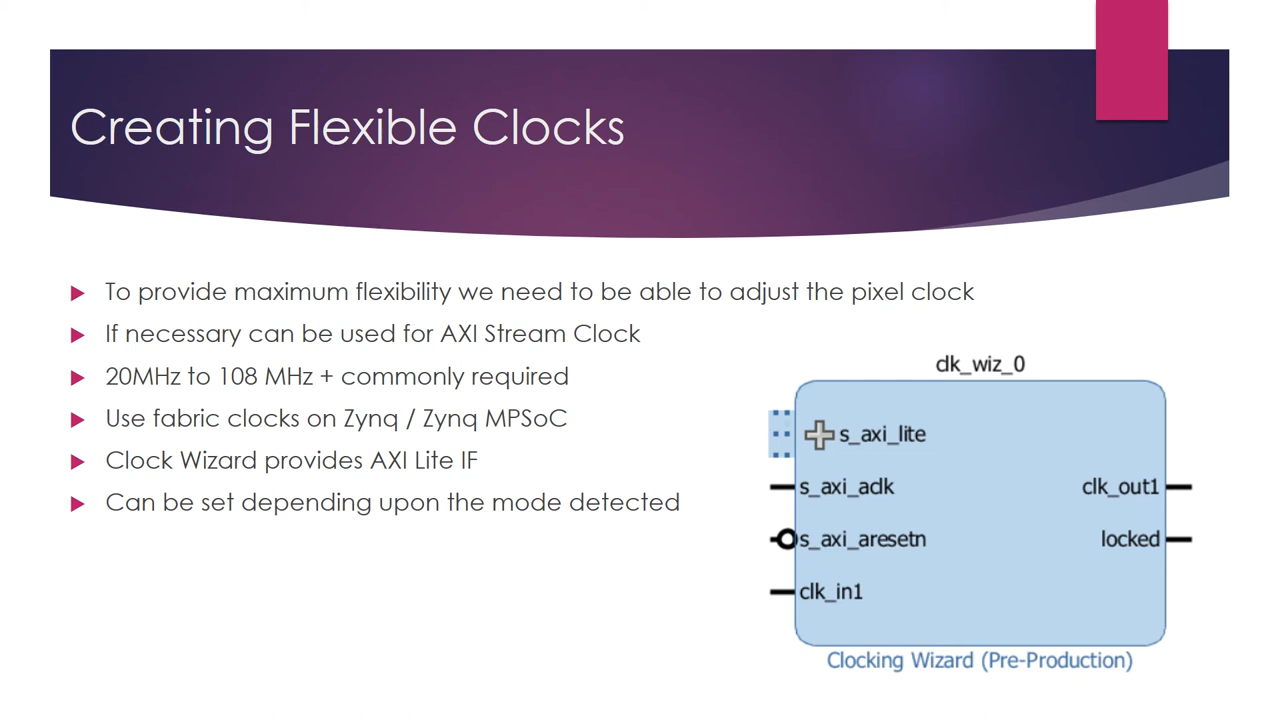 Creating Flexible Clocks
To provide maximum flexibility we need to be able to adjust the pixel clock
If necessary can be used for AXI Stream Clock
20MHz to 108 MHz + commonly required
Use fabric clocks on Zynq / Zynq MPSoC
Clock Wizard provides AXI Lite IF
Can be set depending upon the mode detected
clk_wiz_0
s_axi_lite
s_axi_aclk
clk_out1
s_axi_aresetn
locked
clk_in1
Clocking Wizard (Pre-Production)